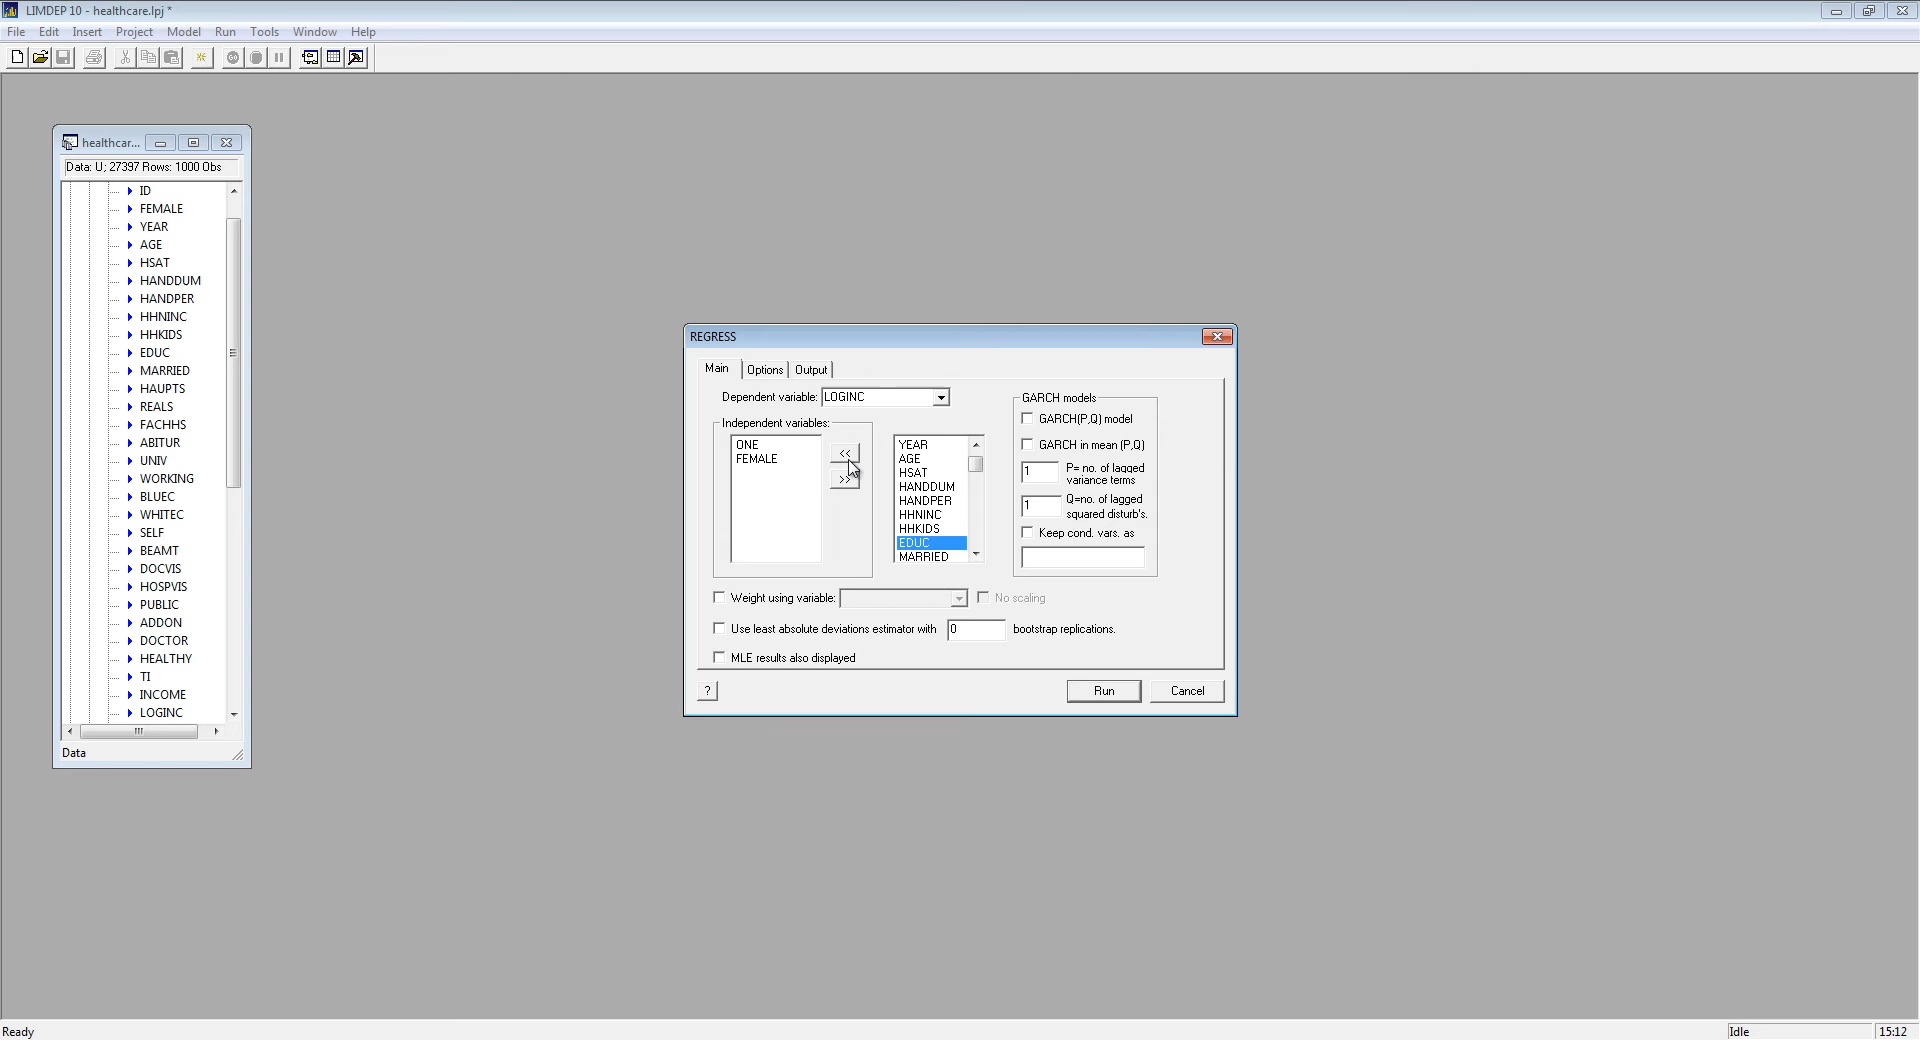 LIMDEP 10 - healthcare.lpj *
File Edit Insert Project Model Run Tools Window Help
healthcar...
Data: U; 27397 Rows: 1000 Obs
ID
FEMALE
YEAR
AGE
HSAT
HANDDUM
HANDPER
HHNINC
HHKIDS
EDUC
MARRIED
HAUPTS
REALS
FACHHS
ABITUR
UNIV
WORKING
BLUEC
WHITEC
SELF
BEAMT
DOCVIS
HOSPVIS
PUBLIC
ADDON
DOCTOR
HEALTHY
TI
INCOME
LOGINC
Data
REGRESS
Main Options Output
Dependent variable: LOGINC
Independent variables:
ONE
FEMALE
<<
>>
YEAR
AGE
HSAT
HANDDUM
HANDPER
HHNINC
HHKIDS
EDUC
MARRIED
GARCH models
GARCH(P,Q) model
GARCH in mean (P,Q)
1 P= no. of lagged
variance terms
1 Q=no. of lagged
squared disturb's.
Keep cond. vars. as
Weight using variable: No scaling
Use least absolute deviations estimator with 0 bootstrap replications.
MLE results also displayed
? Run Cancel
Ready Idle 15:12